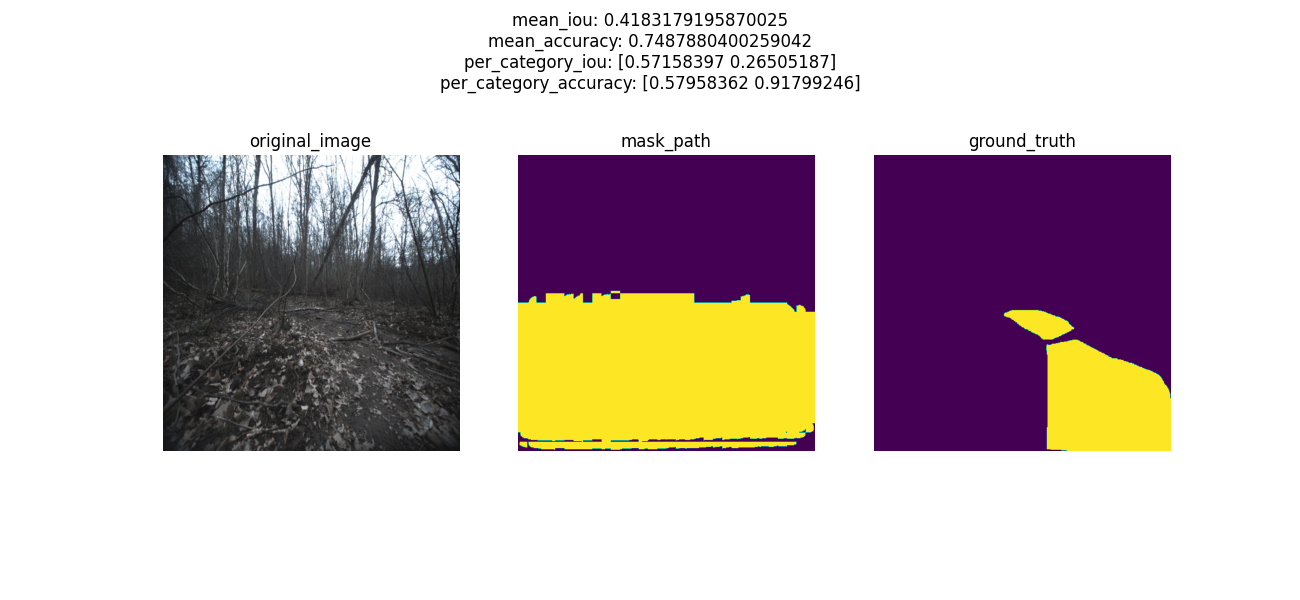 mean_iou: 0.4183179195870025
mean_accuracy: 0.7487880400259042
per_category_iou: [0.57158397 0.26505187]
per_category_accuracy: [0.57958362 0.91799246]
original_image
mask_path
ground_truth